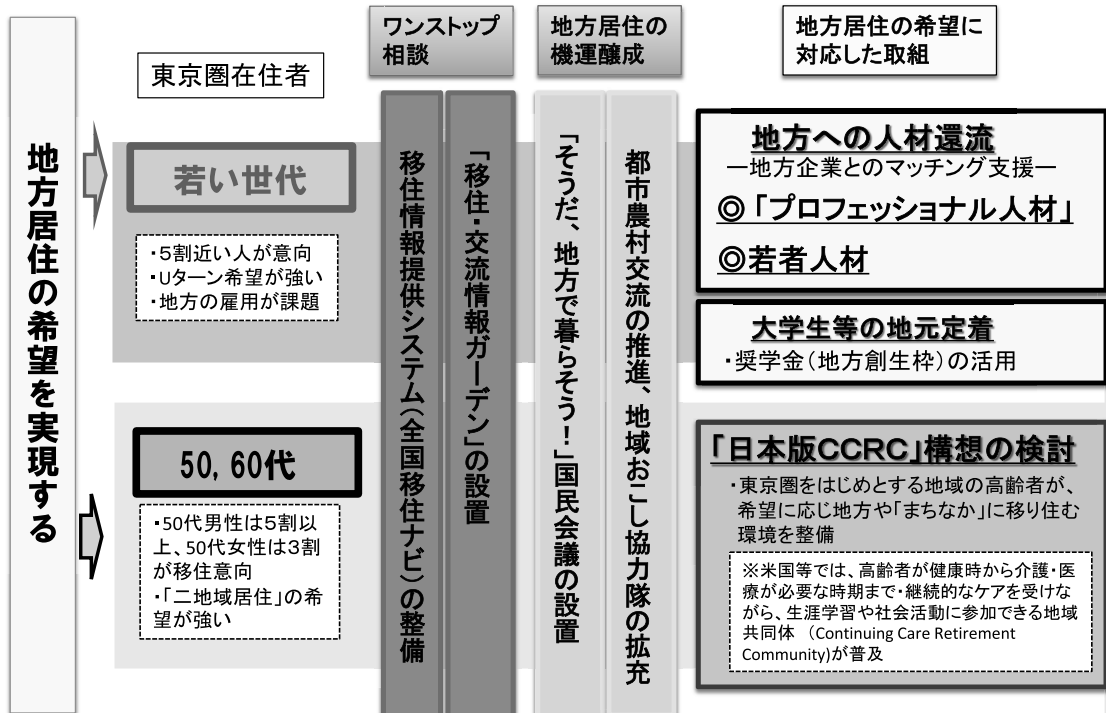 地方居住の希望を実現する
東京圏在住者
ワンストップ
相談
地方居住の
機運醸成
地方居住の希望に
対応した取組
若い世代
・5割近い人が意向
・Uターン希望が強い
・地方の雇用が課題
50,60代
・50代男性は5割以
上、50代女性は3割
が移住意向
・「二地域居住」の希
望が強い
移住情報提供システム(全国移住ナビ)の整備
「移住・交流情報ガーデン」の設置
「そうだ、地方で暮らそう!」国民会議の設置
都市農村交流の推進、地域おこし協力隊の拡充
地方への人材還流
―地方企業とのマッチング支援―
◎「プロフェッショナル人材」
◎若者人材
大学生等の地元定着
・奨学金(地方創生枠)の活用
「日本版CCRC」構想の検討
・東京圏をはじめとする地域の高齢者が、
希望に応じ地方や「まちなか」に移り住む
環境を整備
※米国等では、高齢者が健康時から介護・医
療が必要な時期まで・継続的なケアを受けな
がら、生涯学習や社会活動に参加できる地域
共同体 (Continuing Care Retirement
Community)が普及